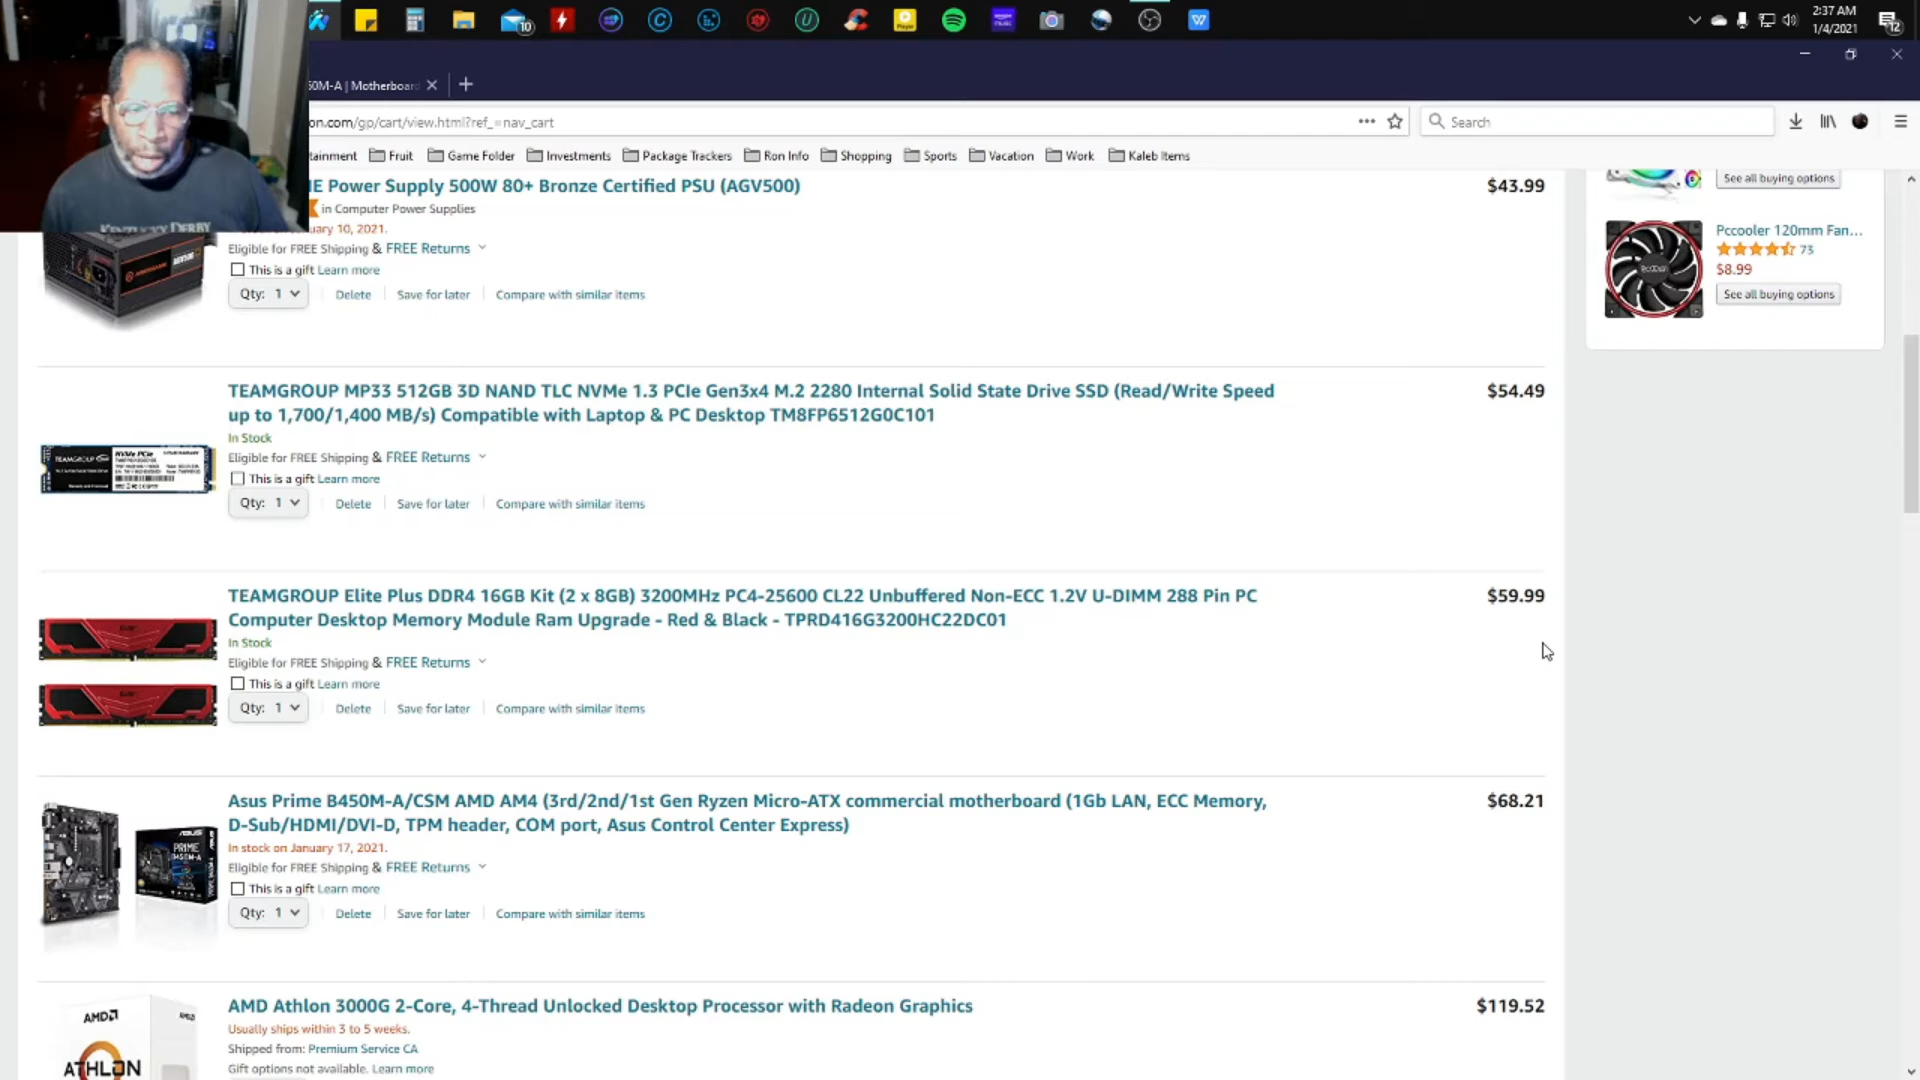 10
2:37 AM
1/4/2021
12
50M-A | Motherboar
on.com/gp/cart/view.html?ref_=nav_cart
Search
tainment
Fruit
Game Folder
Investments
Package Trackers
Ron Info
Shopping
Sports
Vacation
Work
Kaleb Items
E Power Supply 500W 80+ Bronze Certified PSU (AGV500)
$43.99
in Computer Power Supplies
uary 10, 2021.
Eligible for FREE Shipping & FREE Returns
This is a gift Learn more
Qty: 1
Delete
Save for later
Compare with similar items
See all buying options
Pccooler 120mm Fan...
73
$8.99
See all buying options
TEAMGROUP MP33 512GB 3D NAND TLC NVMe 1.3 PCIe Gen3x4 M.2 2280 Internal Solid State Drive SSD (Read/Write Speed
up to 1,700/1,400 MB/s) Compatible with Laptop & PC Desktop TM8FP6512G0C101
$54.49
In Stock
Eligible for FREE Shipping & FREE Returns
This is a gift Learn more
Qty: 1
Delete
Save for later
Compare with similar items
TEAMGROUP Elite Plus DDR4 16GB Kit (2 x 8GB) 3200MHz PC4-25600 CL22 Unbuffered Non-ECC 1.2V U-DIMM 288 Pin PC
Computer Desktop Memory Module Ram Upgrade - Red & Black - TPRD416G3200HC22DC01
$59.99
In Stock
Eligible for FREE Shipping & FREE Returns
This is a gift Learn more
Qty: 1
Delete
Save for later
Compare with similar items
Asus Prime B450M-A/CSM AMD AM4 (3rd/2nd/1st Gen Ryzen Micro-ATX commercial motherboard (1Gb LAN, ECC Memory,
D-Sub/HDMI/DVI-D, TPM header, COM port, Asus Control Center Express)
$68.21
In stock on January 17, 2021.
Eligible for FREE Shipping & FREE Returns
This is a gift Learn more
Qty: 1
Delete
Save for later
Compare with similar items
AMD Athlon 3000G 2-Core, 4-Thread Unlocked Desktop Processor with Radeon Graphics
$119.52
Usually ships within 3 to 5 weeks.
Shipped from: Premium Service CA
Gift options not available. Learn more
KENTUCKY DERBY
TEAMGROUP
NVMe PCIe
ASUS
PRIME
AMD
ATHLON